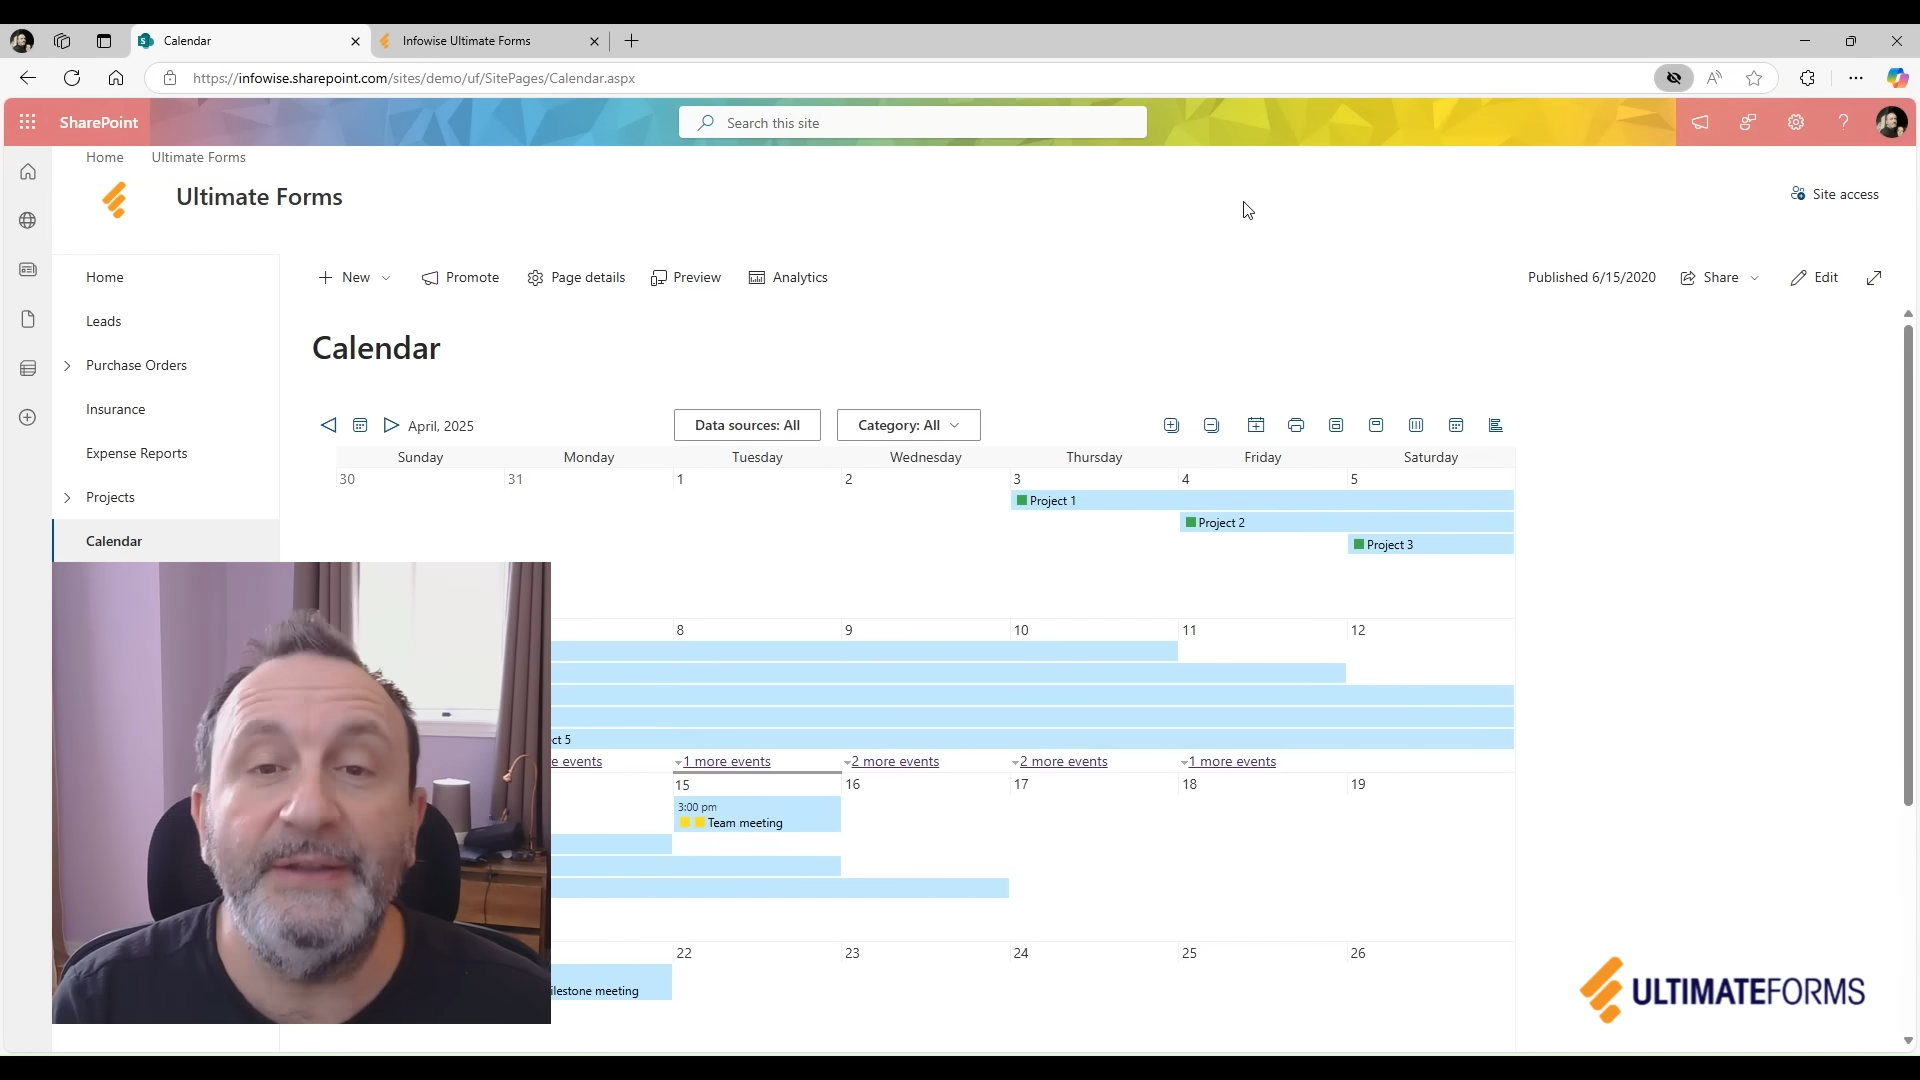 Calendar
Infowise Ultimate Forms
https://infowise.sharepoint.com/sites/demo/uf/SitePages/Calendar.aspx
SharePoint
Search this site
Home
Ultimate Forms
Ultimate Forms
Site access
Home
Leads
Purchase Orders
Insurance
Expense Reports
Projects
Calendar
New
Promote
Page details
Preview
Analytics
Published 6/15/2020
Share
Edit
Calendar
April, 2025
Data sources: All
Category: All
Sunday Monday Tuesday Wednesday Thursday Friday Saturday
30 31 1 2 3 4 5
Project 1
Project 2
Project 3
8 9 10 11 12
ct 5
e events
1 more events
2 more events
2 more events
1 more events
15 16 17 18 19
3:00 pm
Team meeting
22 23 24 25 26
ilestone meeting
ULTIMATEFORMS